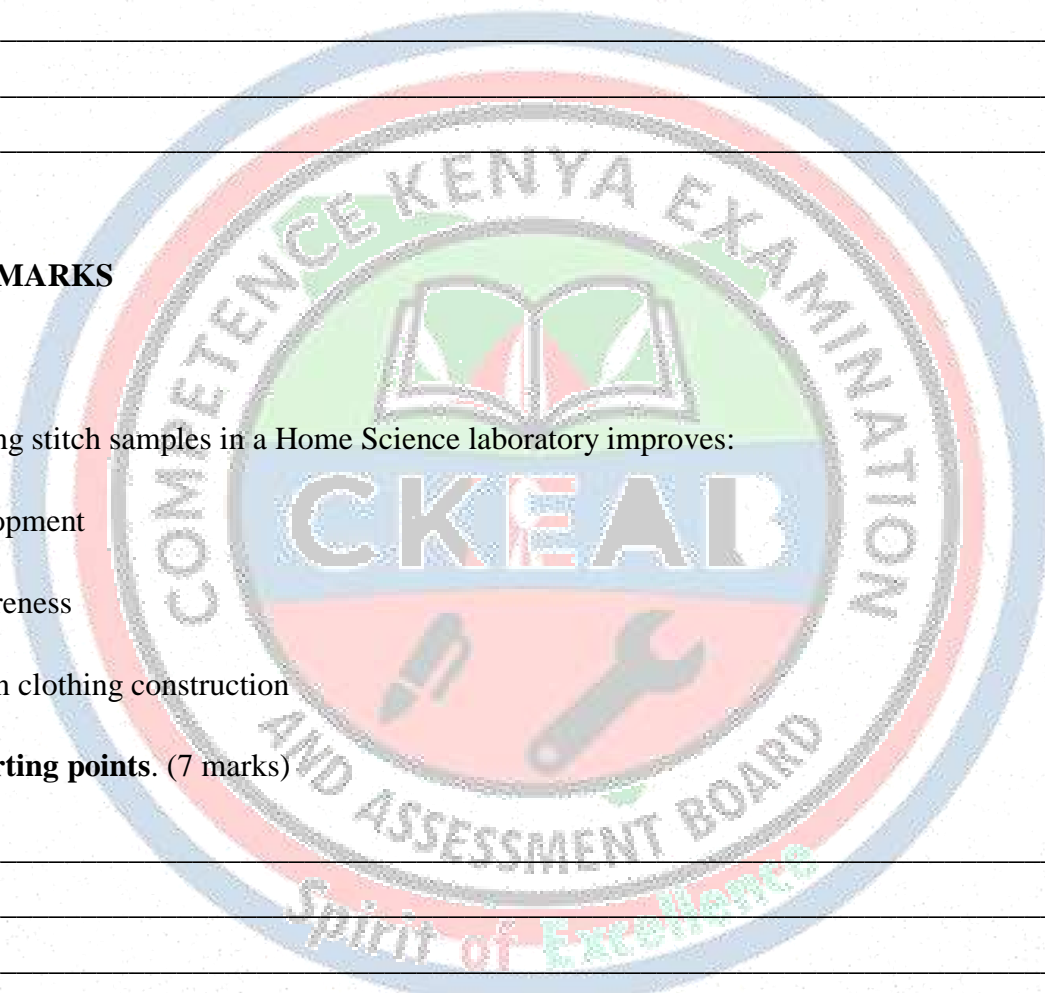 MARKS
ng stitch samples in a Home Science laboratory improves:
opment
reness
n clothing construction
rting points. (7 marks)
COMPETENCE KENYA EXAMINATION
CKEAB
AND ASSESSMENT BOARD
Spirit of Excellence